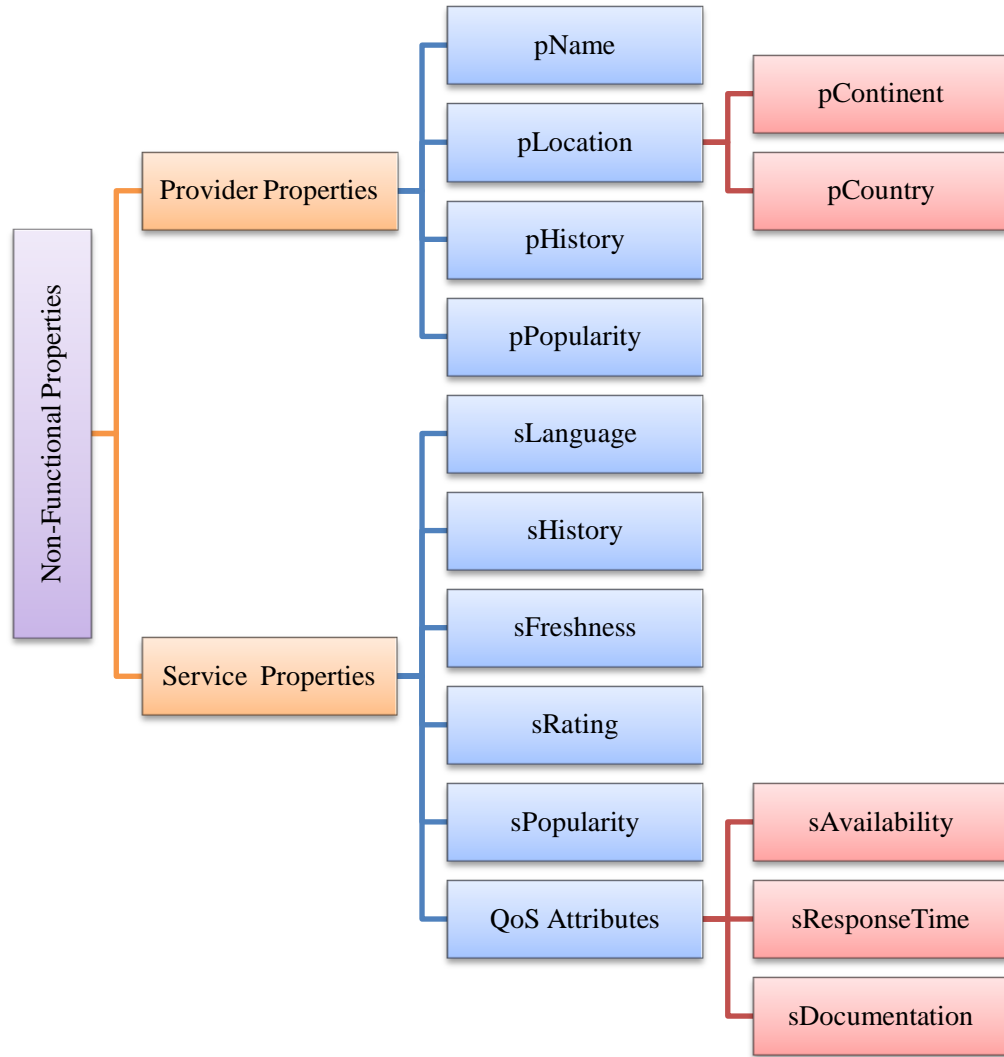 Non-Functional Properties
Provider Properties
pName
pLocation
pContinent
pCountry
pHistory
pPopularity
Service Properties
sLanguage
sHistory
sFreshness
sRating
sPopularity
QoS Attributes
sAvailability
sResponseTime
sDocumentation